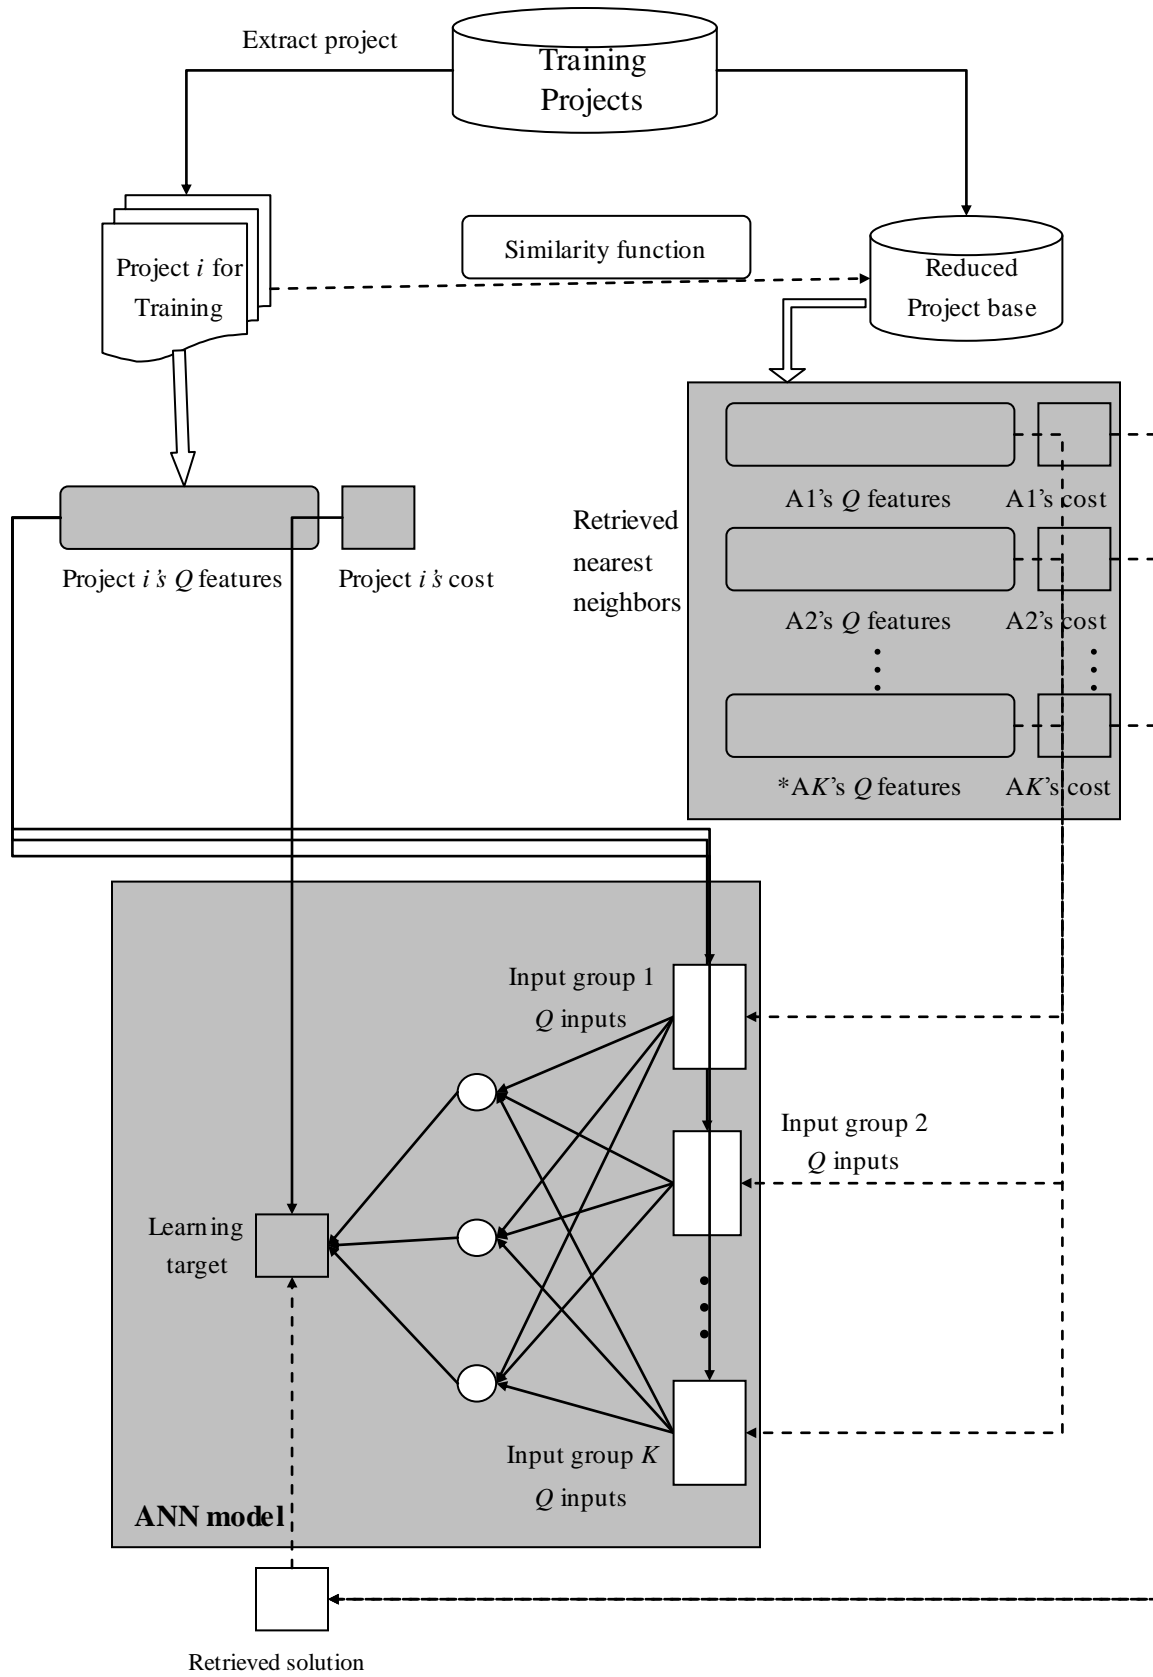 Extract project
Training
Projects
Similarity function
Project i for
Training
Reduced
Project base
A1's Q features
A1's cost
Retrieved
nearest
neighbors
Project i's Q features
Project i's cost
A2's Q features
A2's cost
*AK's Q features
AK's cost
Input group 1
Q inputs
Input group 2
Q inputs
Learning
target
Input group K
Q inputs
ANN model
Retrieved solution